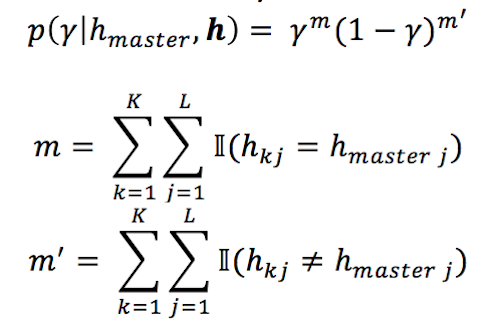 p(γ|h_master, 𝒉) = γ^m (1 − γ)^m′
m = ∑_{k=1}^{K} ∑_{j=1}^{L} 𝕀(h_kj = h_master j)
m′ = ∑_{k=1}^{K} ∑_{j=1}^{L} 𝕀(h_kj ≠ h_master j)